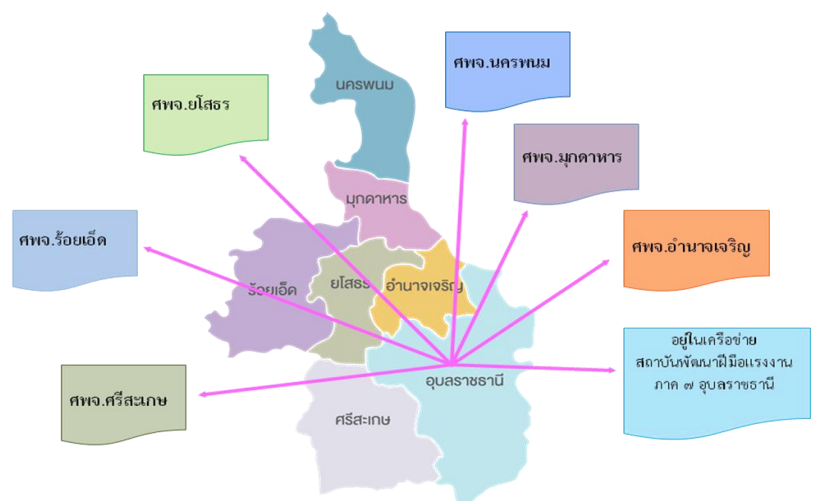 ศพจ.นครพนม
นครพนม
ศพจ.ยโสธร
ศพจ.มุกดาหาร
มุกดาหาร
ศพจ.ร้อยเอ็ด
ศพจ.อำนาจเจริญ
ยโสธร
อำนาจเจริญ
ร้อยเอ็ด
อยู่ในเครือข่าย
สถาบันพัฒนาฝีมือแรงงาน
ภาค ๗ อุบลราชธานี
อุบลราชธานี
ศพจ.ศรีสะเกษ
ศรีสะเกษ